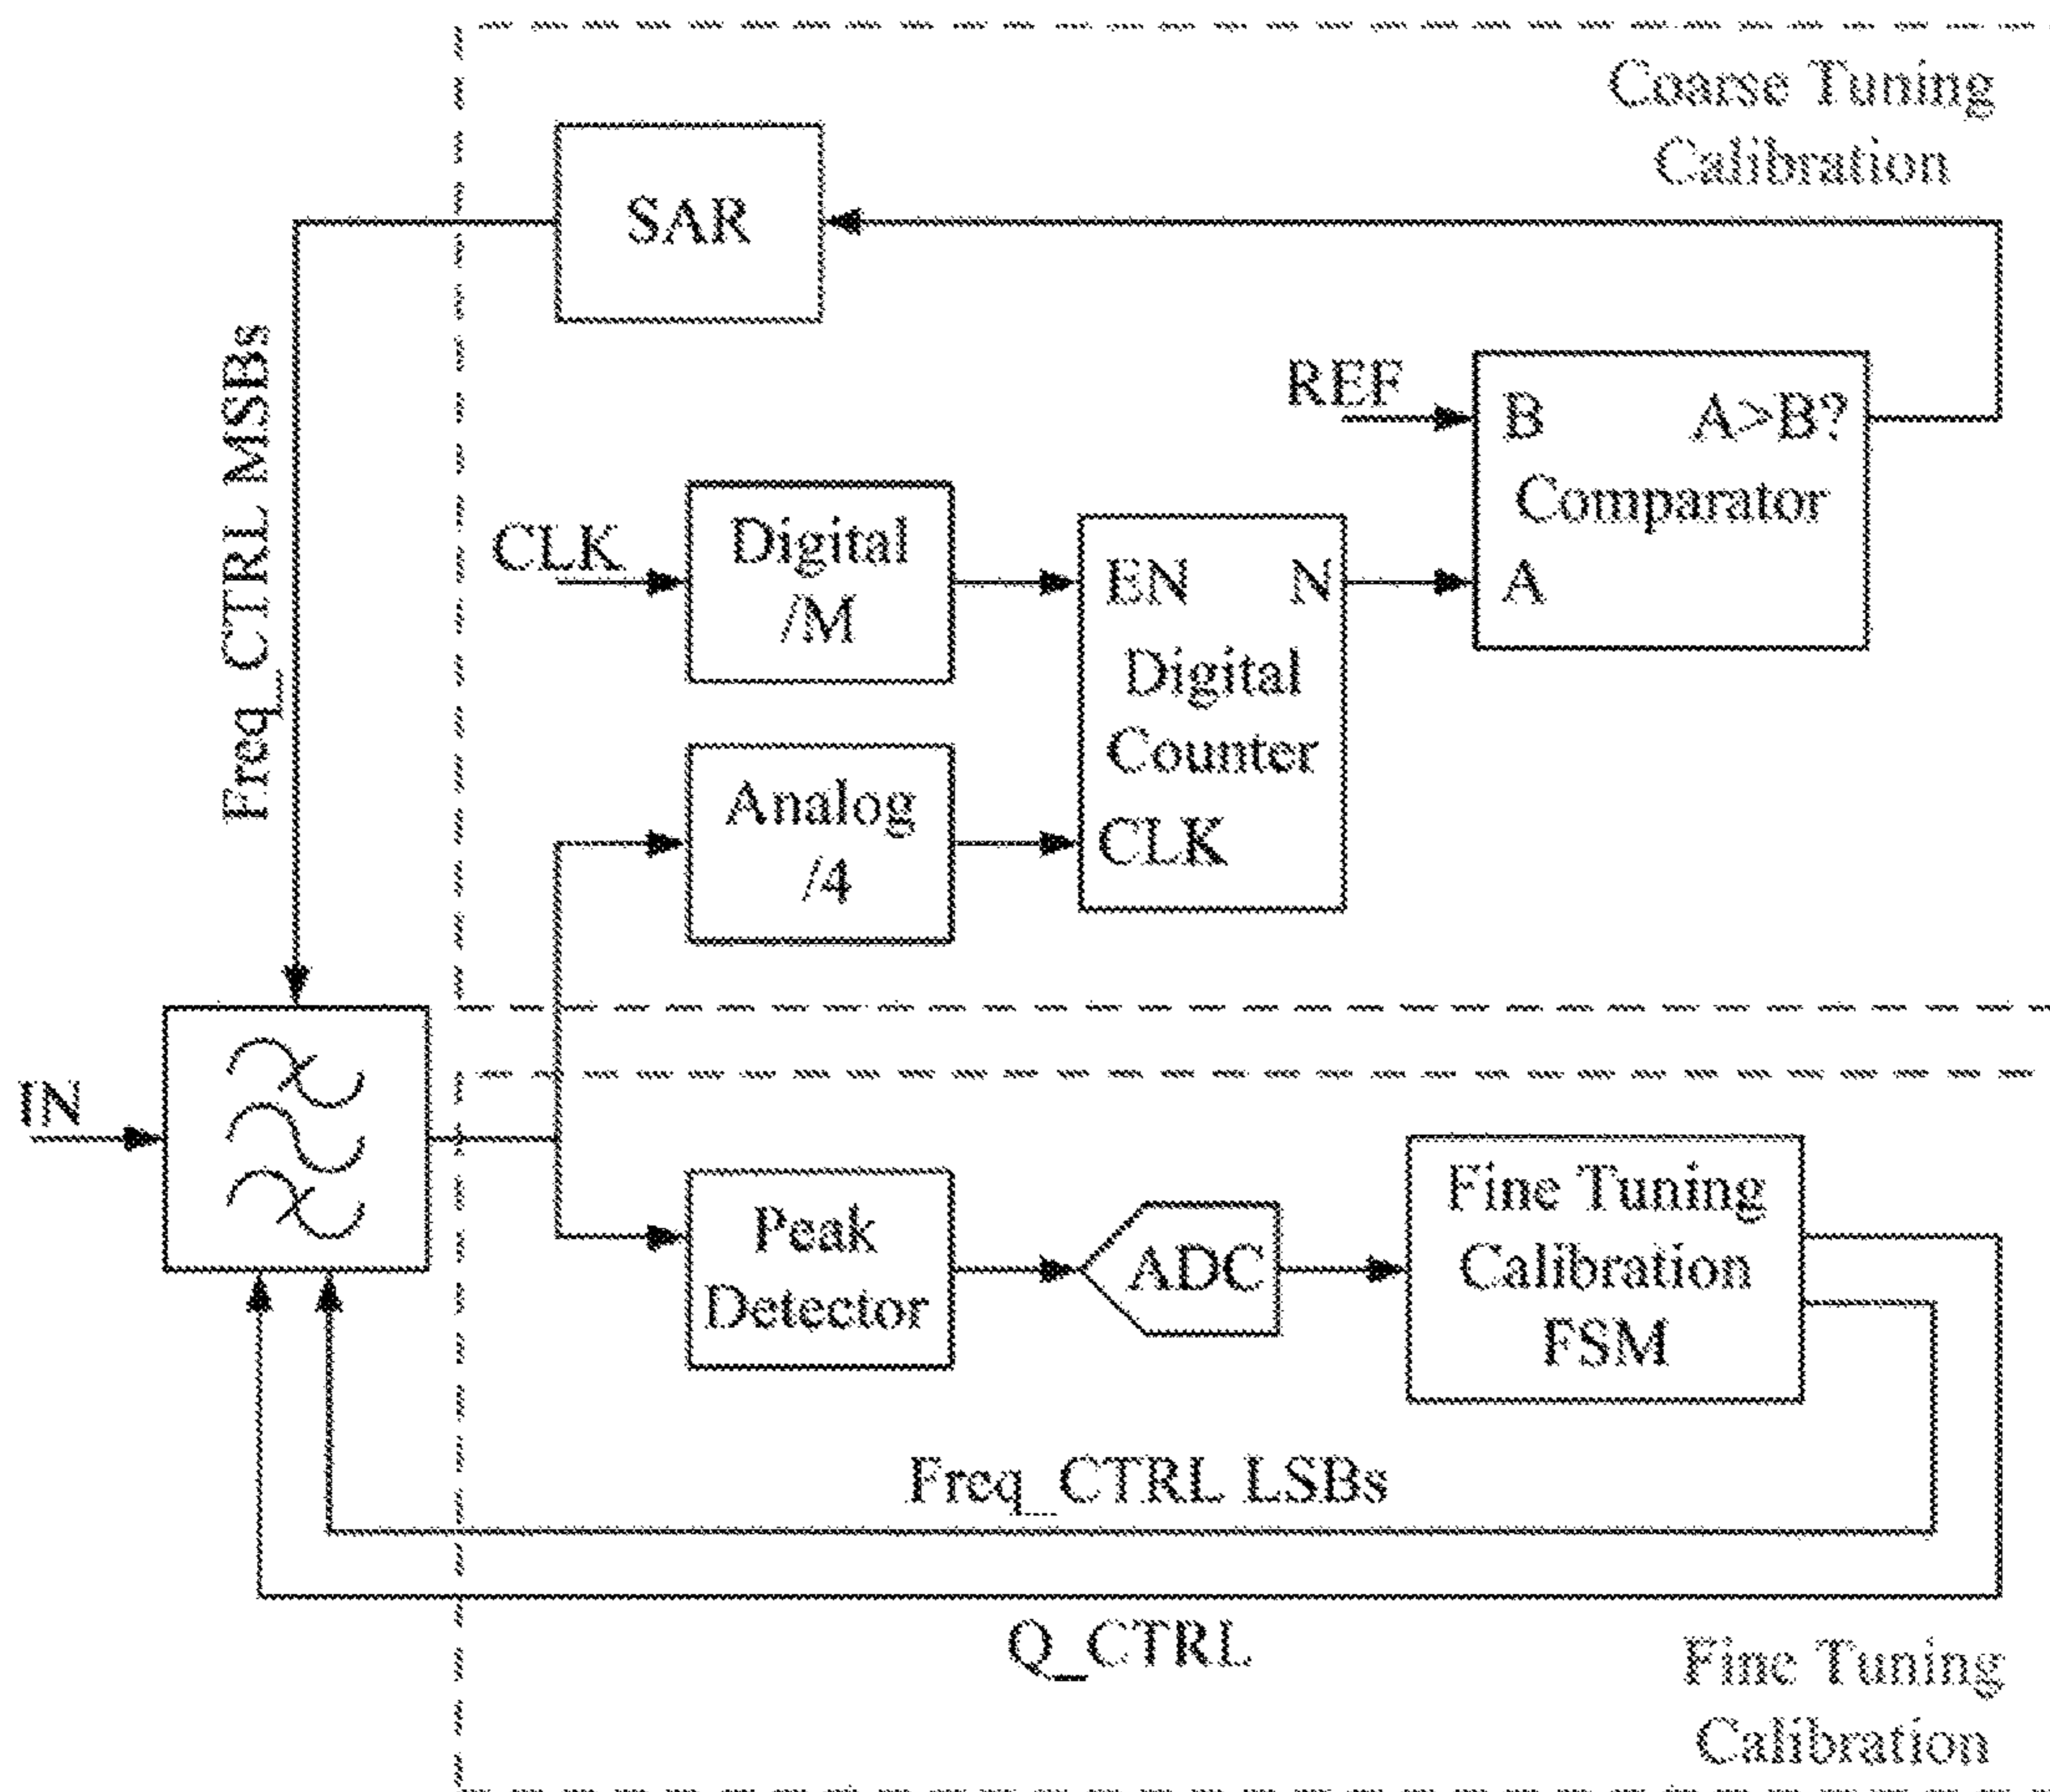 Coarse Tuning
Calibration
SAR
Freq_CTRL MSBs
REF
B A>B?
Comparator
A
CLK
Digital
/M
EN N
Digital
Counter
CLK
Analog
/4
IN
Peak
Detector
ADC
Fine Tuning
Calibration
FSM
Freq_CTRL LSBs
Q_CTRL
Fine Tuning
Calibration